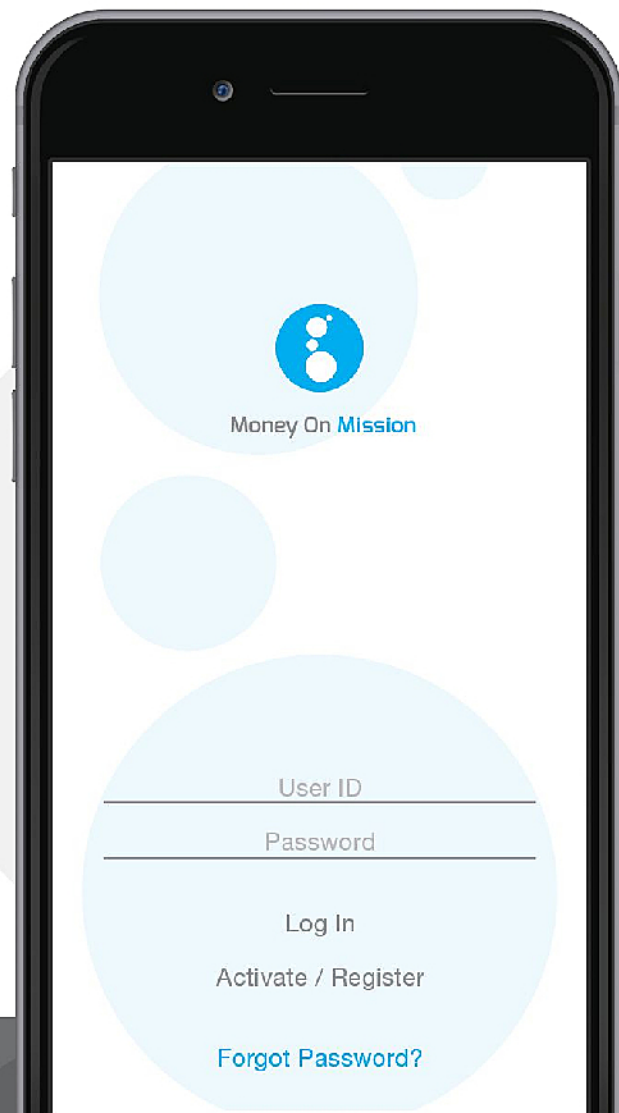 Money On Mission
User ID
Password
Log In
Activate / Register
Forgot Password?